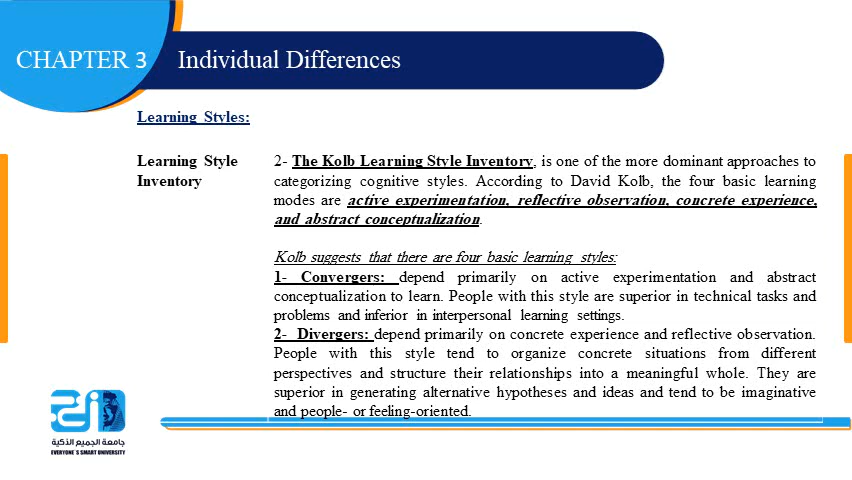 CHAPTER 3
Individual Differences
Learning Styles:
Learning Style
Inventory
2- The Kolb Learning Style Inventory, is one of the more dominant approaches to
categorizing cognitive styles. According to David Kolb, the four basic learning
modes are active experimentation, reflective observation, concrete experience,
and abstract conceptualization.
Kolb suggests that there are four basic learning styles:
1- Convergers: depend primarily on active experimentation and abstract
conceptualization to learn. People with this style are superior in technical tasks and
problems and inferior in interpersonal learning settings.
2- Divergers: depend primarily on concrete experience and reflective observation.
People with this style tend to organize concrete situations from different
perspectives and structure their relationships into a meaningful whole. They are
superior in generating alternative hypotheses and ideas and tend to be imaginative
and people- or feeling-oriented.
جامعة الجميع الذكية
EVERYONE'S SMART UNIVERSITY